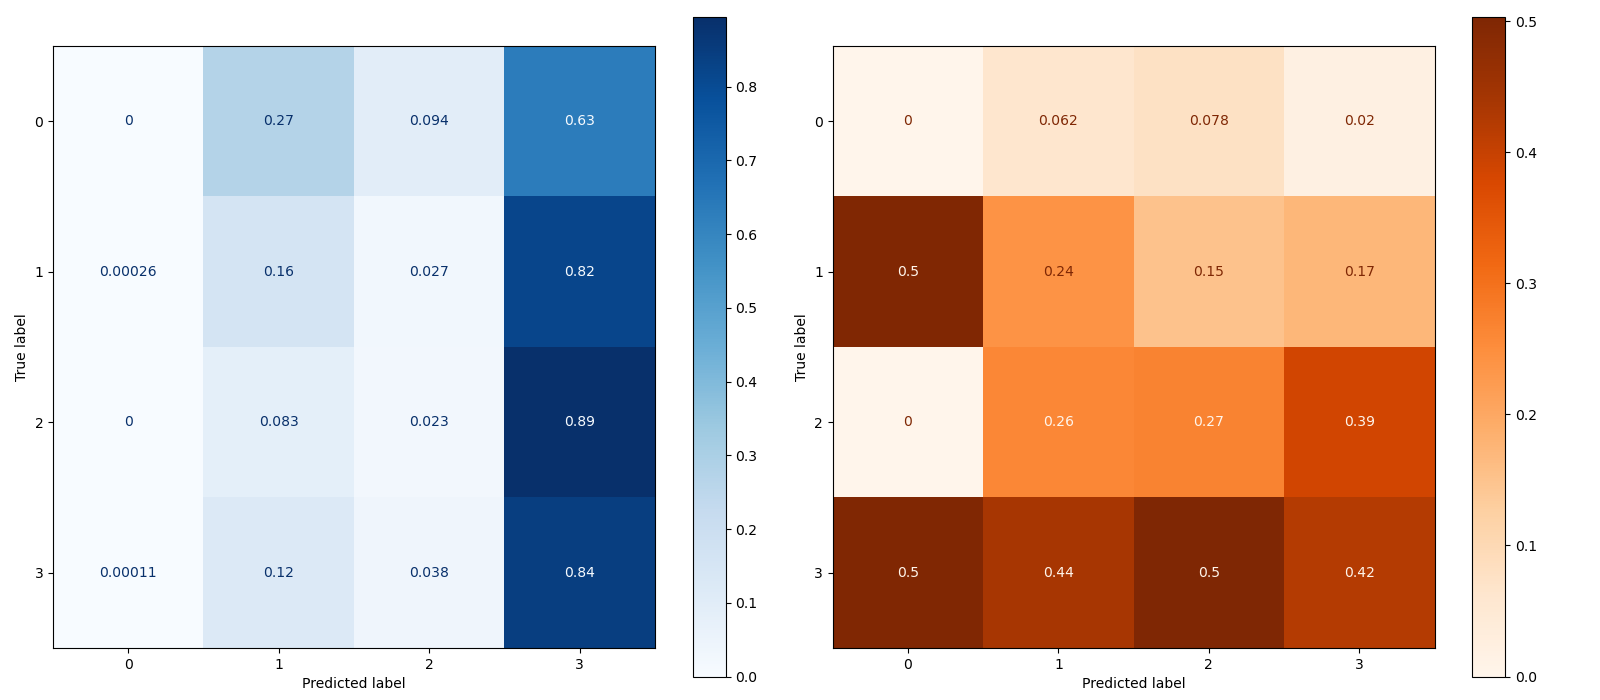 0 0 0.27 0.094 0.63
1 0.00026 0.16 0.027 0.82
2 0 0.083 0.023 0.89
3 0.00011 0.12 0.038 0.84
0 1 2 3
Predicted label
True label
0.8
0.7
0.6
0.5
0.4
0.3
0.2
0.1
0.0
0 0 0.062 0.078 0.02
1 0.5 0.24 0.15 0.17
2 0 0.26 0.27 0.39
3 0.5 0.44 0.5 0.42
0 1 2 3
Predicted label
True label
0.5
0.4
0.3
0.2
0.1
0.0